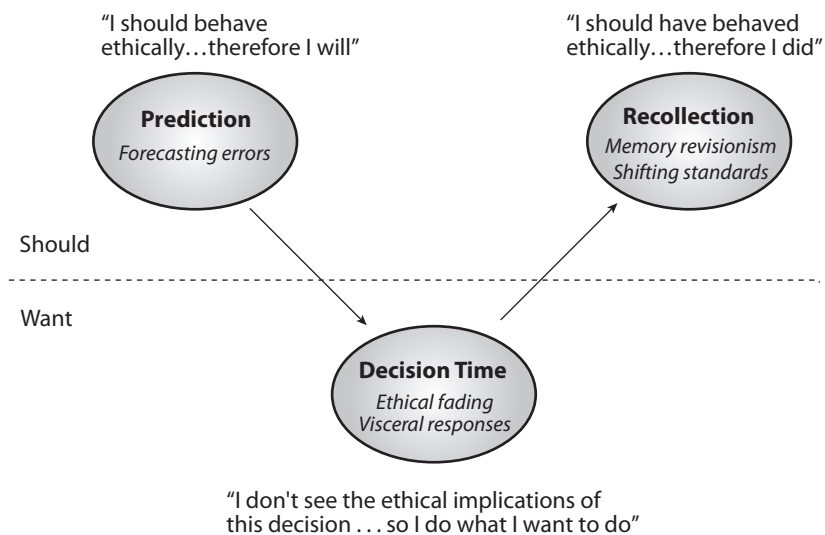 “I should behave
ethically…therefore I will”
Prediction
Forecasting errors
“I should have behaved
ethically…therefore I did”
Recollection
Memory revisionism
Shifting standards
Should
Want
Decision Time
Ethical fading
Visceral responses
“I don't see the ethical implications of
this decision . . . so I do what I want to do”